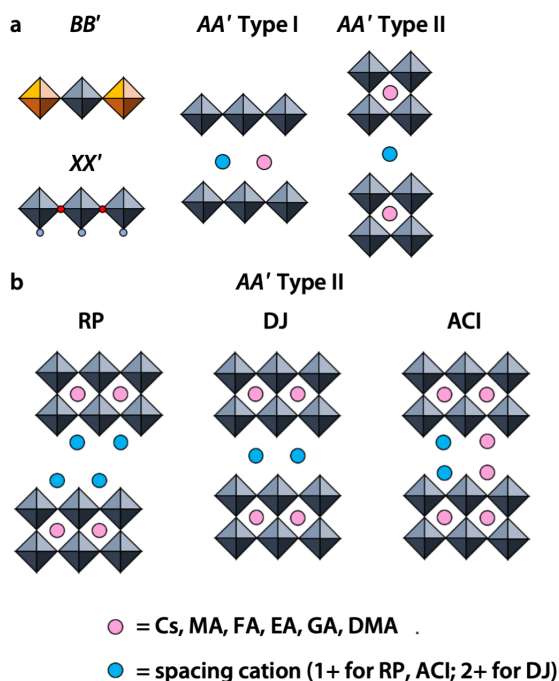 a
BB′
AA′ Type I
AA′ Type II
XX′
b
AA′ Type II
RP
DJ
ACI
= Cs, MA, FA, EA, GA, DMA .
= spacing cation (1+ for RP, ACI; 2+ for DJ)